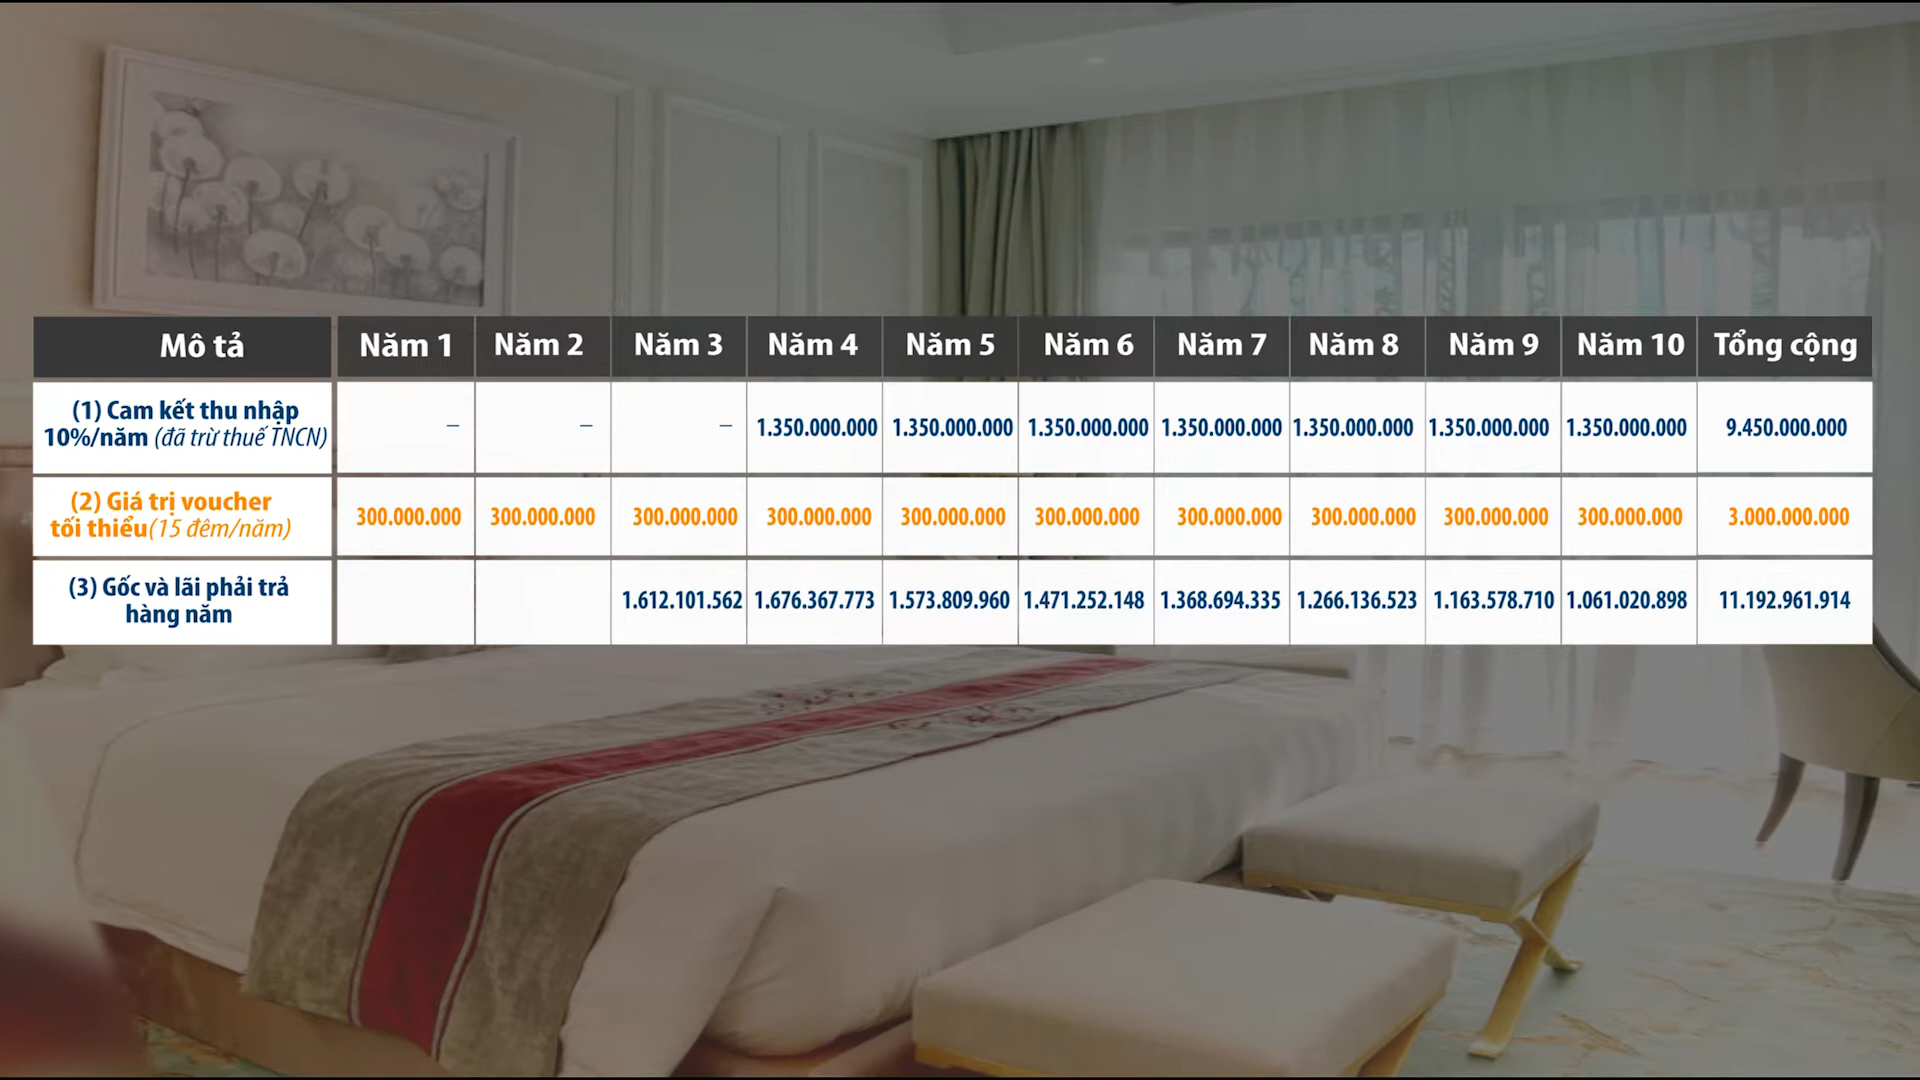 Mô tả Năm 1 Năm 2 Năm 3 Năm 4 Năm 5 Năm 6 Năm 7 Năm 8 Năm 9 Năm 10 Tổng cộng
(1) Cam kết thu nhập
10%/năm (đã trừ thuế TNCN) – – – 1.350.000.000 1.350.000.000 1.350.000.000 1.350.000.000 1.350.000.000 1.350.000.000 1.350.000.000 9.450.000.000
(2) Giá trị voucher
tối thiểu(15 đêm/năm) 300.000.000 300.000.000 300.000.000 300.000.000 300.000.000 300.000.000 300.000.000 300.000.000 300.000.000 300.000.000 3.000.000.000
(3) Gốc và lãi phải trả
hàng năm 1.612.101.562 1.676.367.773 1.573.809.960 1.471.252.148 1.368.694.335 1.266.136.523 1.163.578.710 1.061.020.898 11.192.961.914